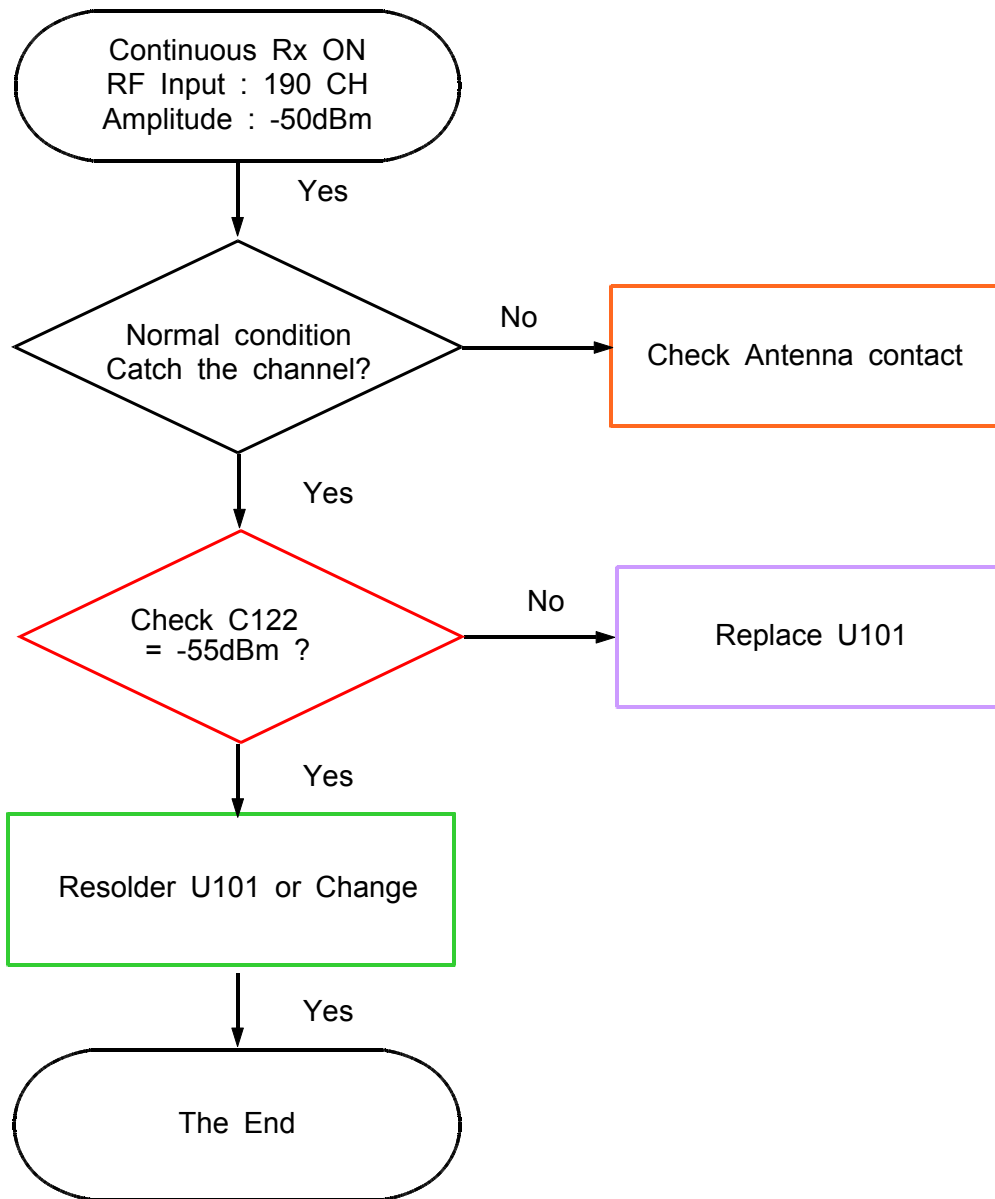 Continuous Rx ON
RF Input : 190 CH
Amplitude : -50dBm
Yes
Normal condition
Catch the channel?
No
Check Antenna contact
Yes
Check C122
= -55dBm ?
No
Replace U101
Yes
Resolder U101 or Change
Yes
The End